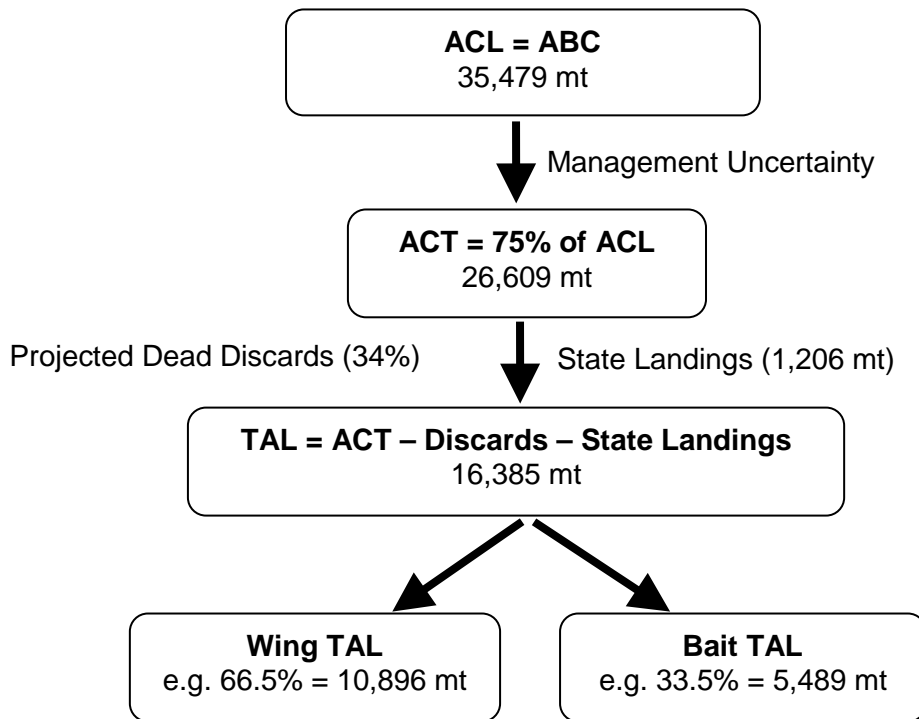 ACL = ABC
35,479 mt
Management Uncertainty
ACT = 75% of ACL
26,609 mt
Projected Dead Discards (34%)
State Landings (1,206 mt)
TAL = ACT – Discards – State Landings
16,385 mt
Wing TAL
e.g. 66.5% = 10,896 mt
Bait TAL
e.g. 33.5% = 5,489 mt